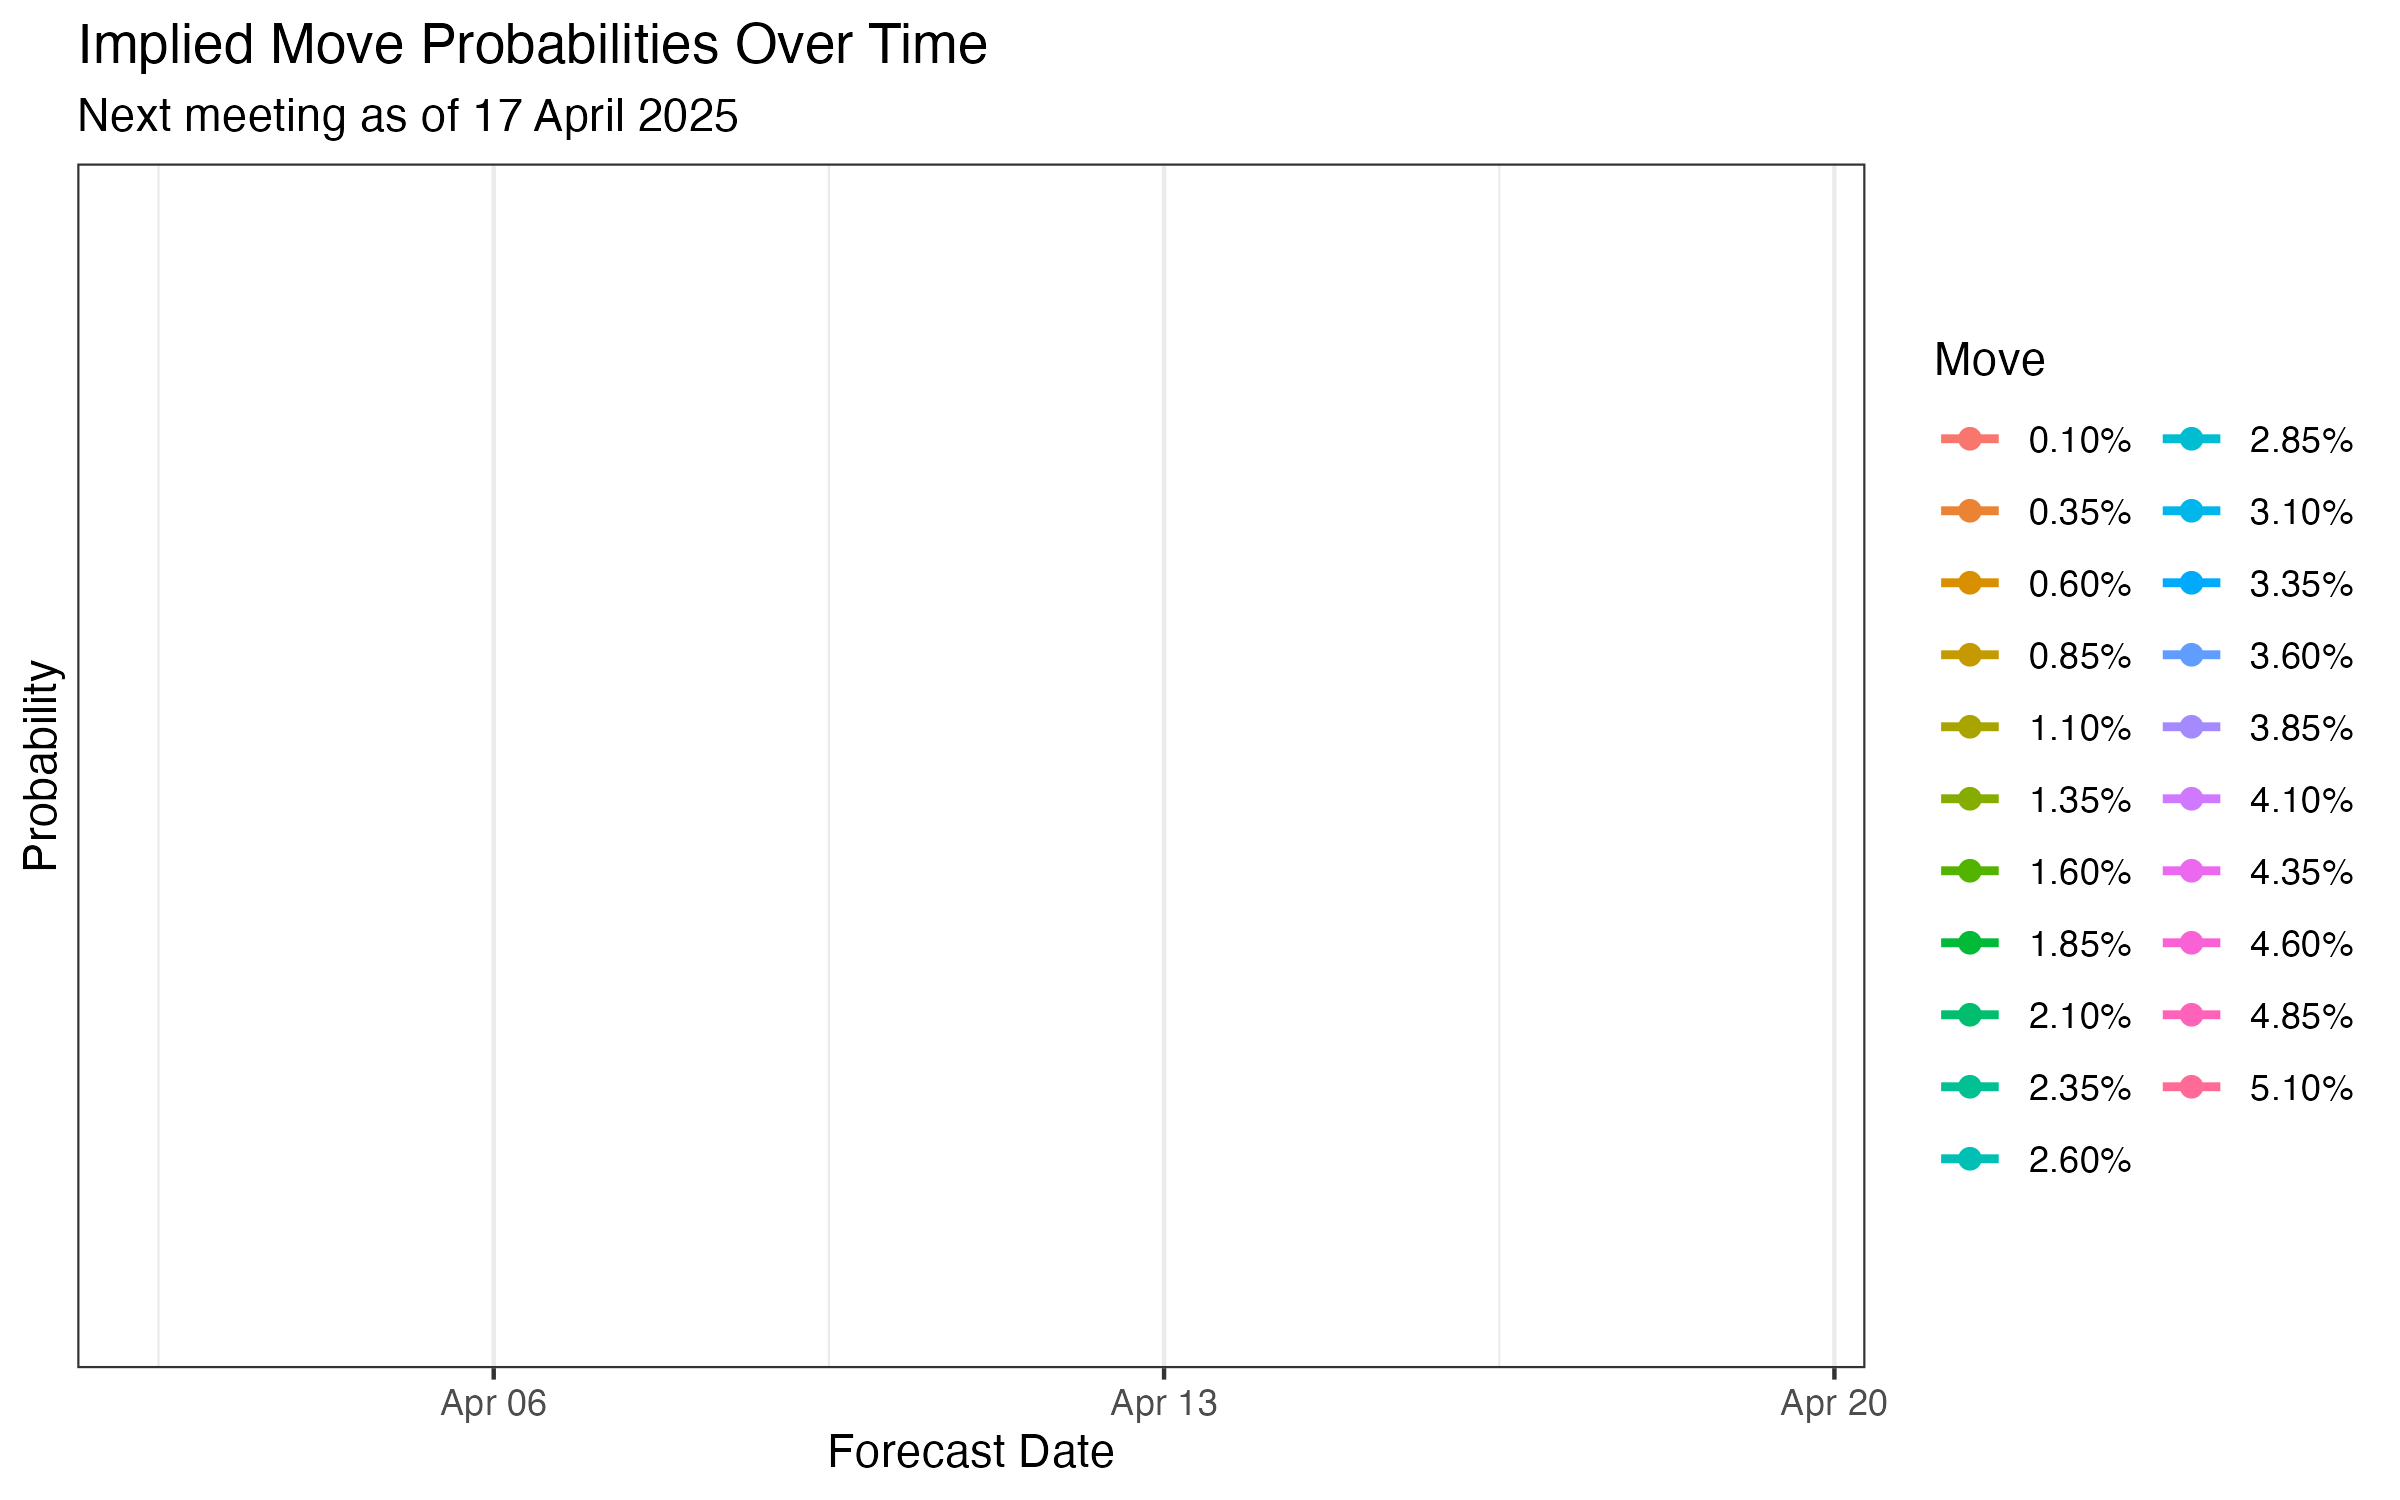 Implied Move Probabilities Over Time
Next meeting as of 17 April 2025
Probability
Apr 06
Apr 13
Apr 20
Forecast Date
Move
0.10%
0.35%
0.60%
0.85%
1.10%
1.35%
1.60%
1.85%
2.10%
2.35%
2.60%
2.85%
3.10%
3.35%
3.60%
3.85%
4.10%
4.35%
4.60%
4.85%
5.10%